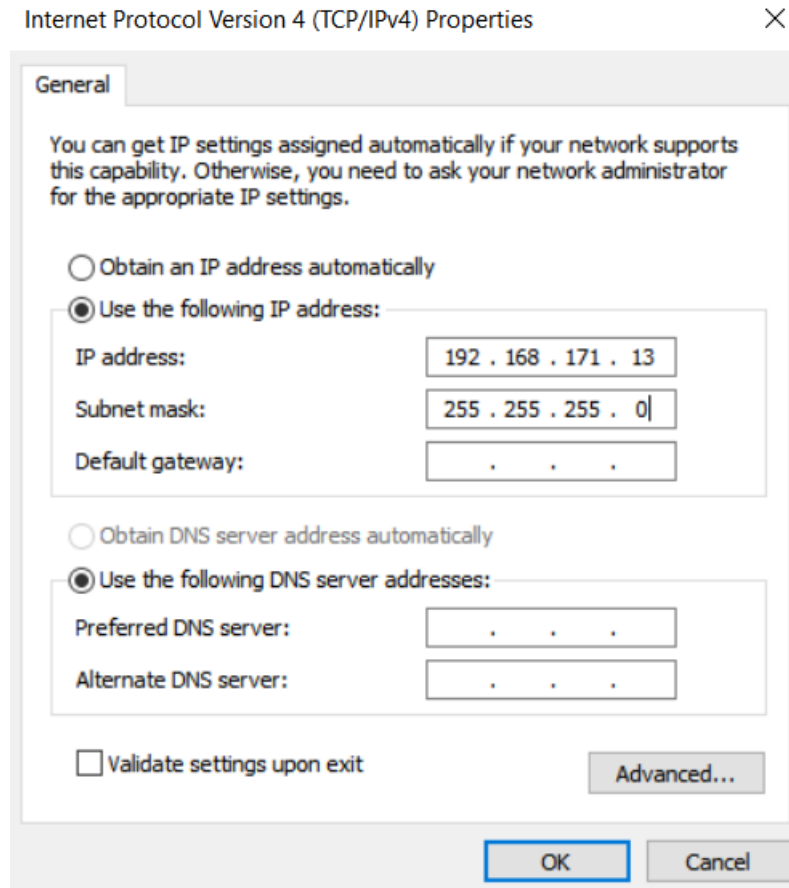 Internet Protocol Version 4 (TCP/IPv4) Properties
General
You can get IP settings assigned automatically if your network supports
this capability. Otherwise, you need to ask your network administrator
for the appropriate IP settings.
Obtain an IP address automatically
Use the following IP address:
IP address: 192 . 168 . 171 . 13
Subnet mask: 255 . 255 . 255 . 0
Default gateway: . . .
Obtain DNS server address automatically
Use the following DNS server addresses:
Preferred DNS server: . . .
Alternate DNS server: . . .
Validate settings upon exit
Advanced...
OK Cancel